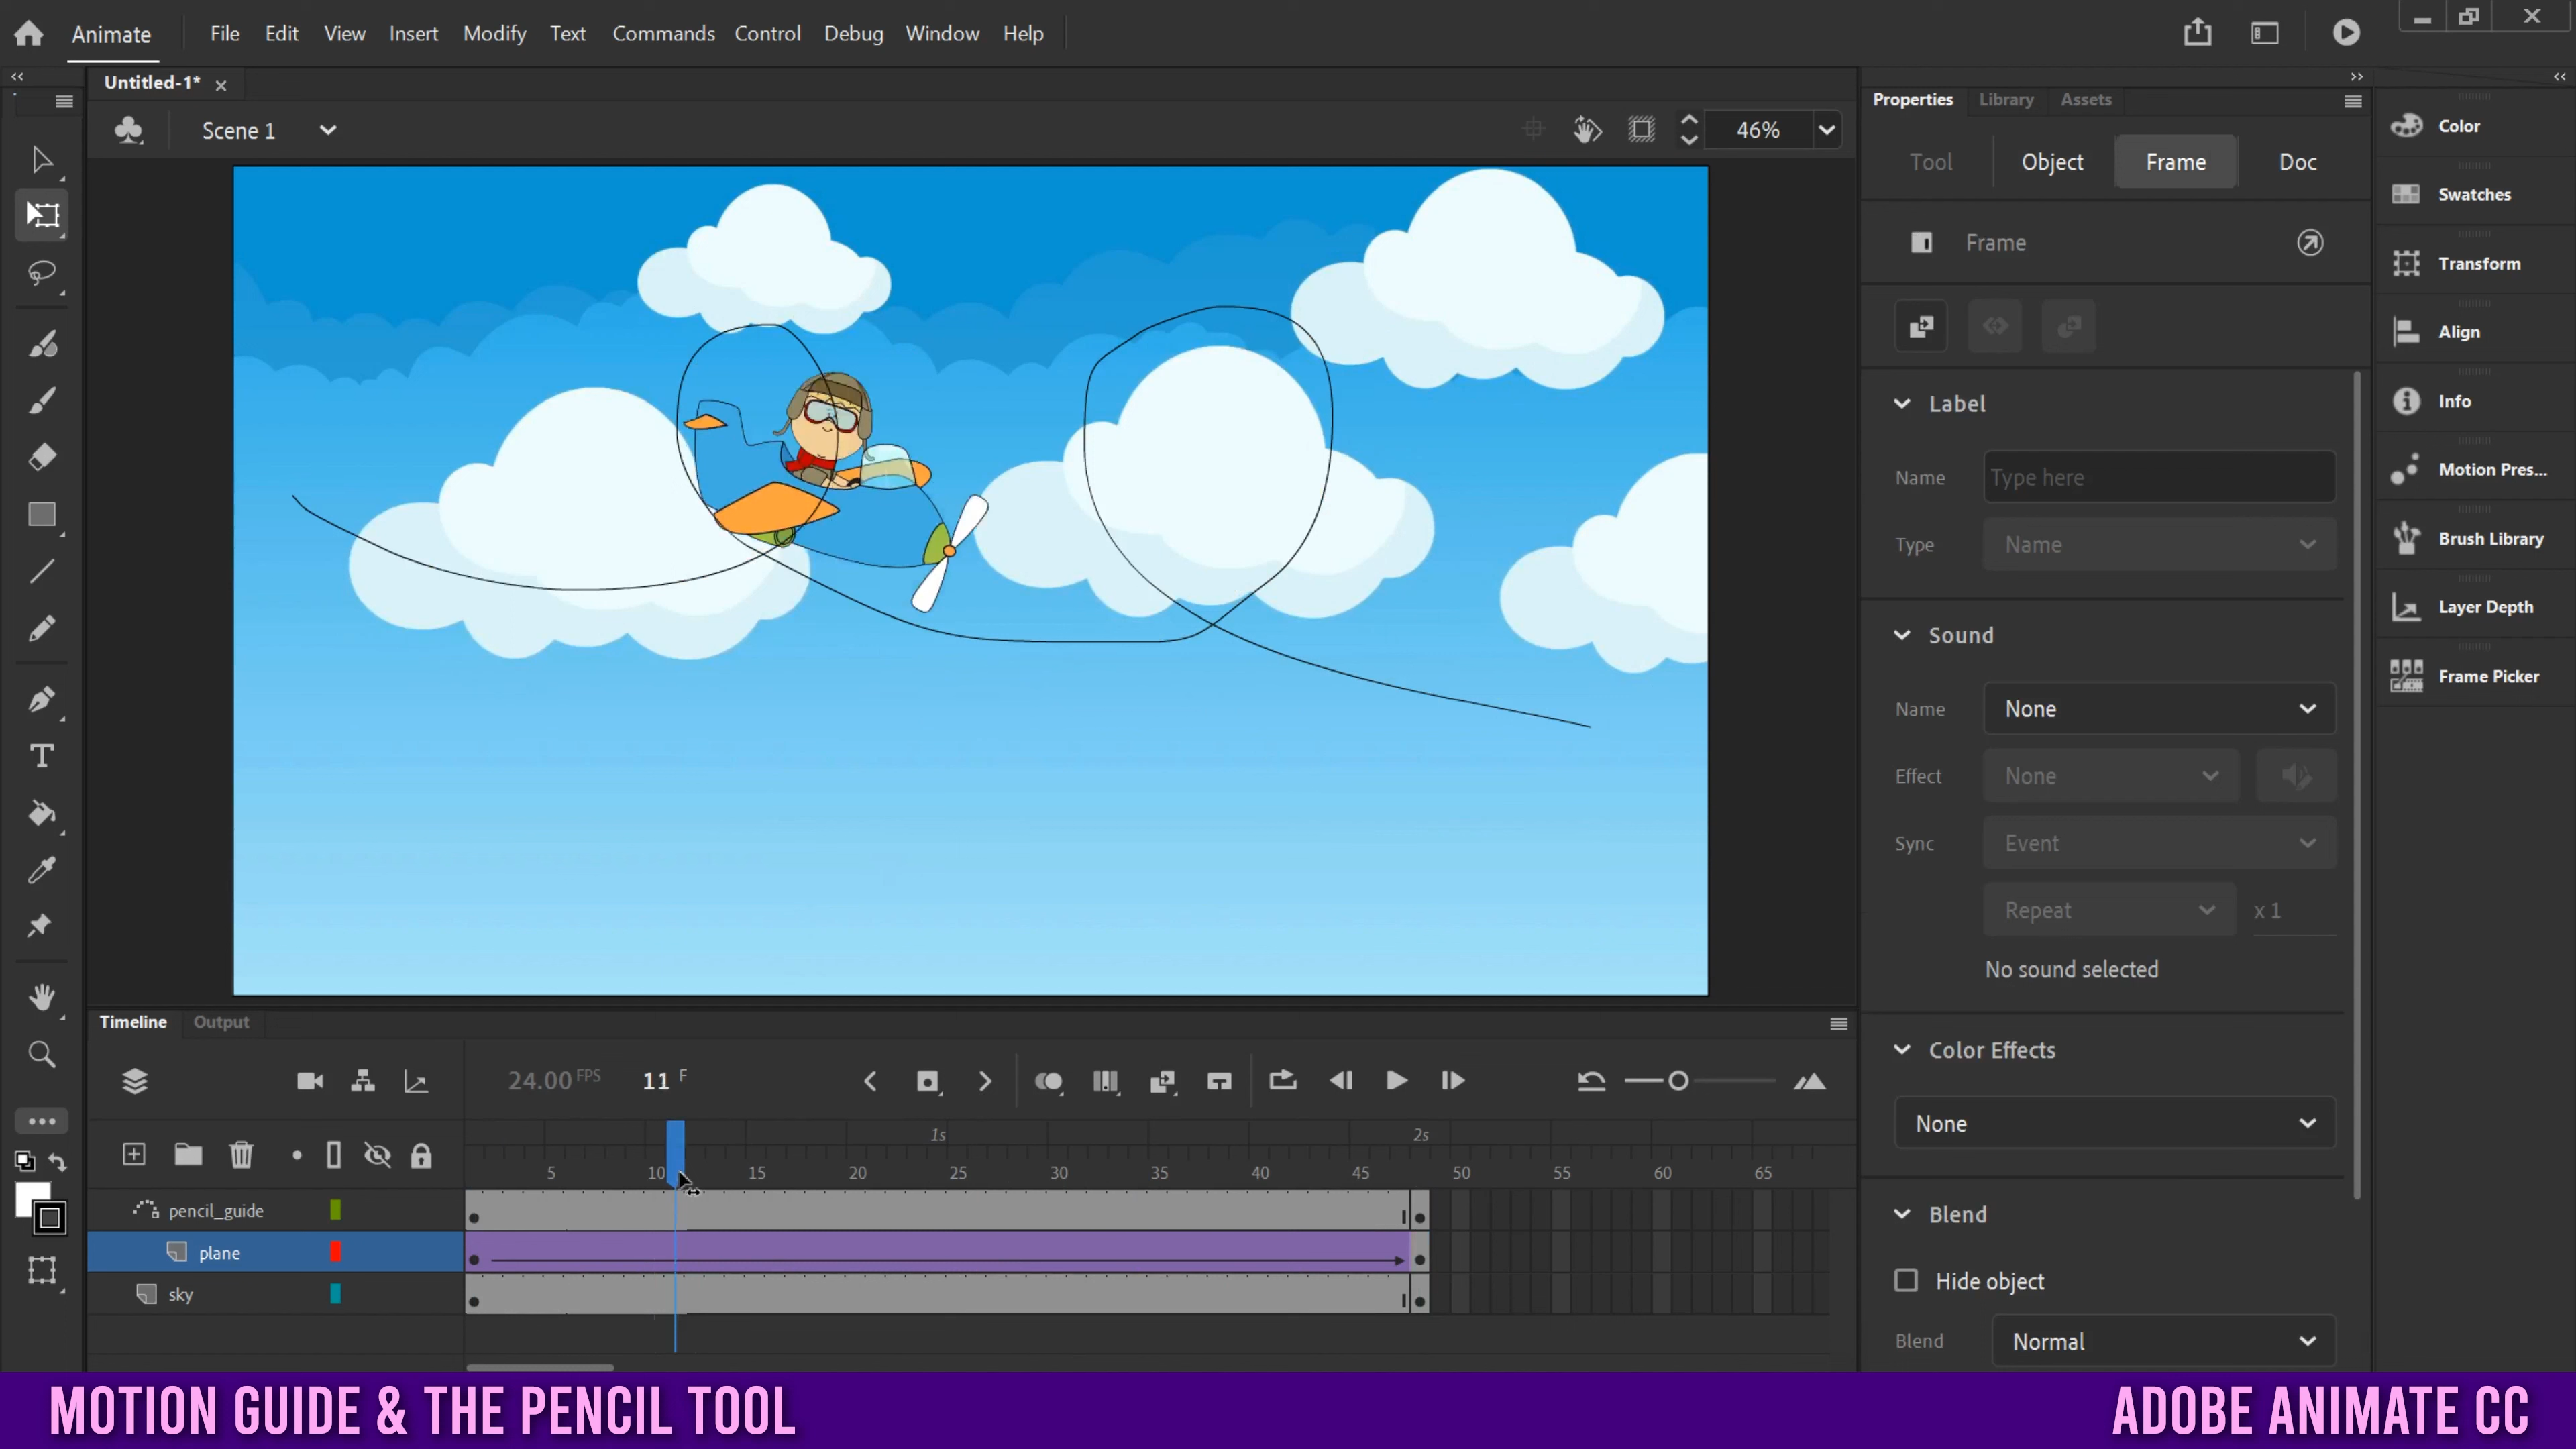 Animate File Edit View Insert Modify Text Commands Control Debug Window Help
Untitled-1*
Scene 1 46%
Properties Library Assets
Tool Object Frame Doc
Frame
Label
Name Type here
Type Name
Sound
Name None
Effect None
Sync Event
Repeat x 1
No sound selected
Color Effects
None
Blend
Hide object
Blend Normal
Color
Swatches
Transform
Align
Info
Motion Pres...
Brush Library
Layer Depth
Frame Picker
Timeline Output
24.00 FPS 11 F
1s 2s
5 10 15 20 25 30 35 40 45 50 55 60 65
pencil_guide
plane
sky
MOTION GUIDE & THE PENCIL TOOL
ADOBE ANIMATE CC